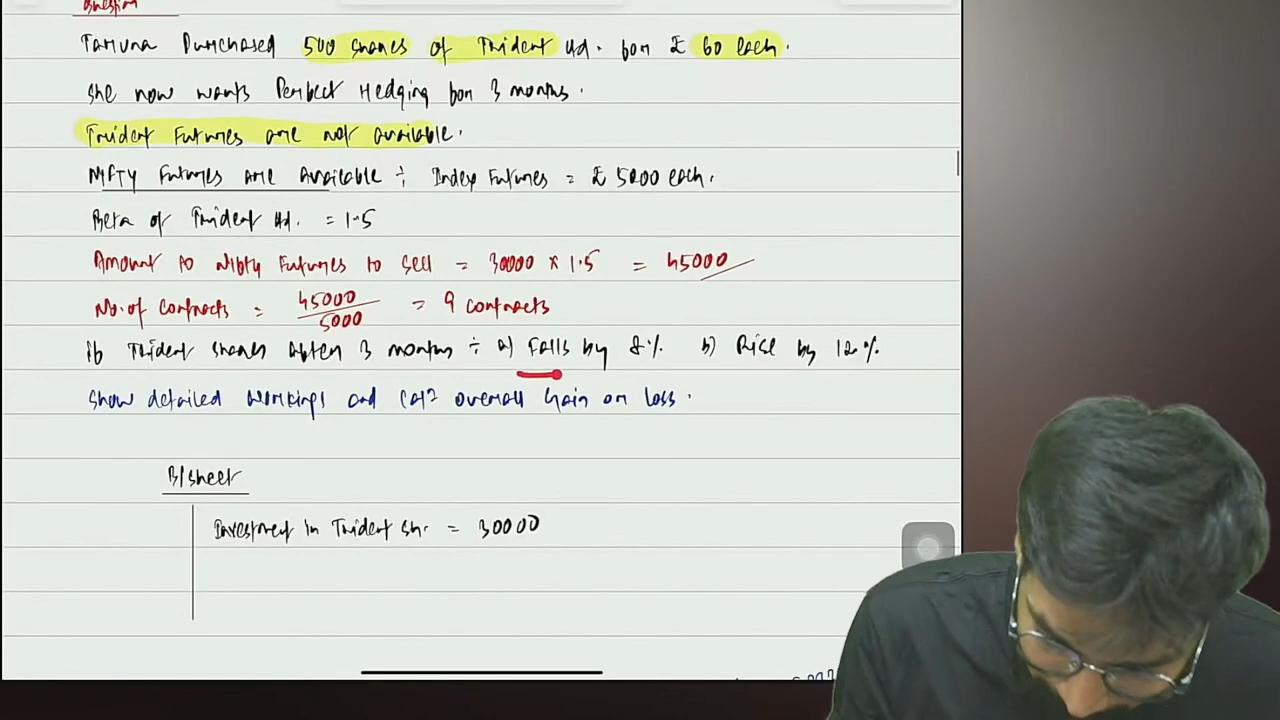 Question
Taruna Purchased 500 shares of Trident Ltd. for ₹ 60 each.
She now wants Perfect Hedging for 3 months.
Trident Futures are not available.
Nifty Futures are Available ÷ Index Futures = ₹ 5000 each.
Beta of Trident Ltd. = 1.5
Amount to Nifty Futures to Sell = 30000 × 1.5 = 45000
No. of Contracts = 45000/5000 = 9 contracts
if Trident shares after 3 months ÷ a) Falls by 8% b) Rise by 12%
Show detailed workings and Calⁿ overall Gain or loss.
B/Sheet
Investment in Trident Sh. = 30000